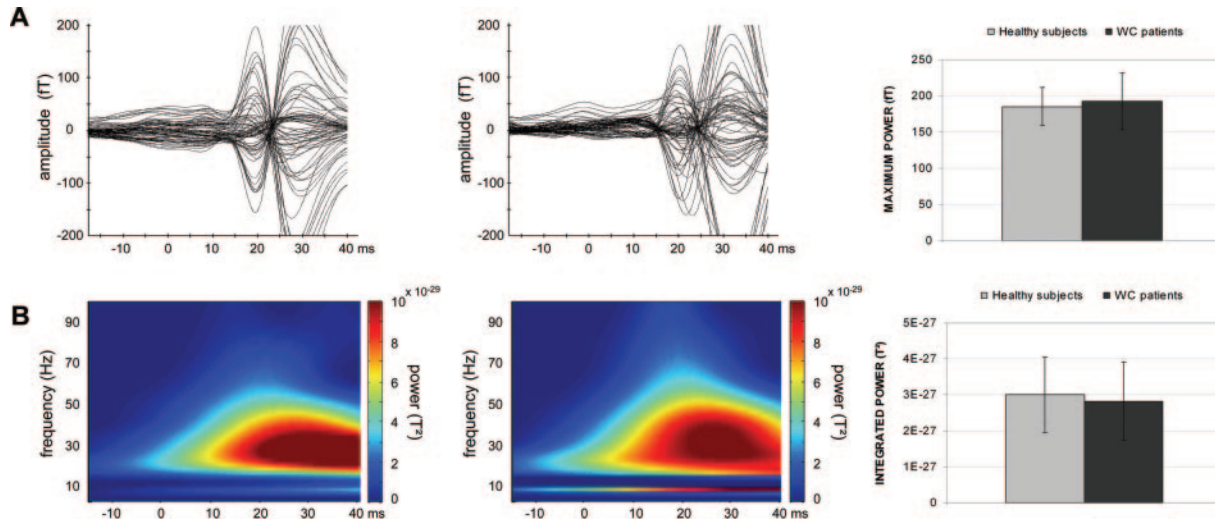 A
amplitude (fT)
200
100
0
-100
-200
-10 0 10 20 30 40 ms
amplitude (fT)
200
100
0
-100
-200
-10 0 10 20 30 40 ms
Healthy subjects WC patients
MAXIMUM POWER (fT)
250
200
150
100
50
0
B
frequency (Hz)
90
70
50
30
10
-10 0 10 20 30 40 ms
x 10-29
10
8
6
4
2
0
power (T²)
frequency (Hz)
90
70
50
30
10
-10 0 10 20 30 40 ms
x 10-29
10
8
6
4
2
0
power (T²)
Healthy subjects WC patients
INTEGRATED POWER (T²)
5E-27
4E-27
3E-27
2E-27
1E-27
0